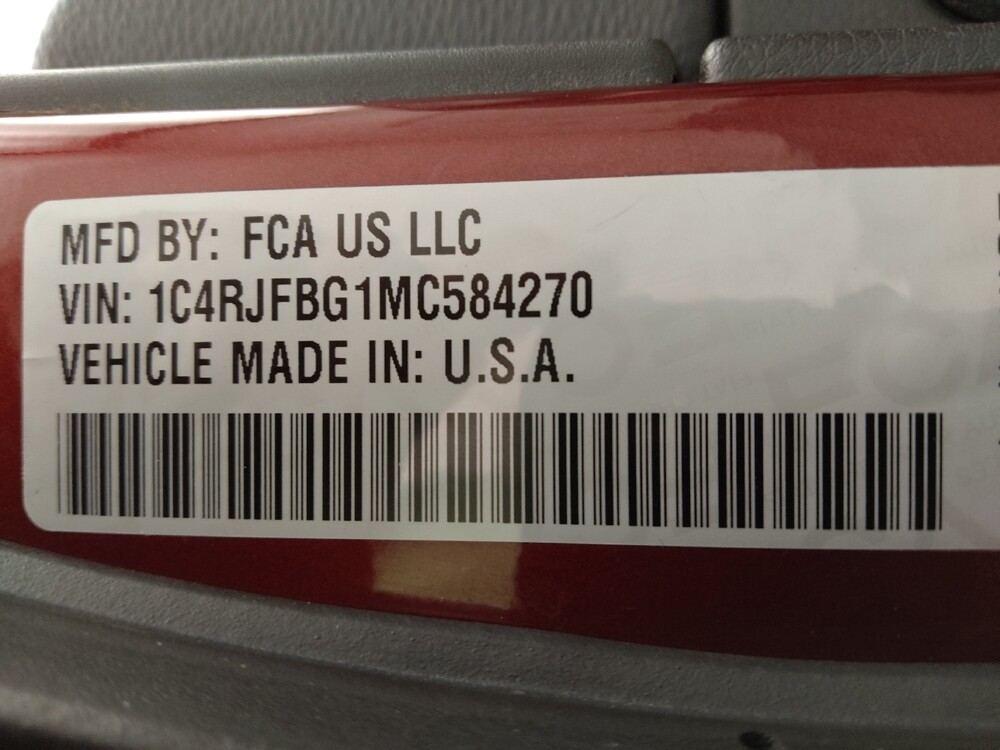 MFD BY: FCA US LLC
VIN: 1C4RJFBG1MC584270
VEHICLE MADE IN: U.S.A.